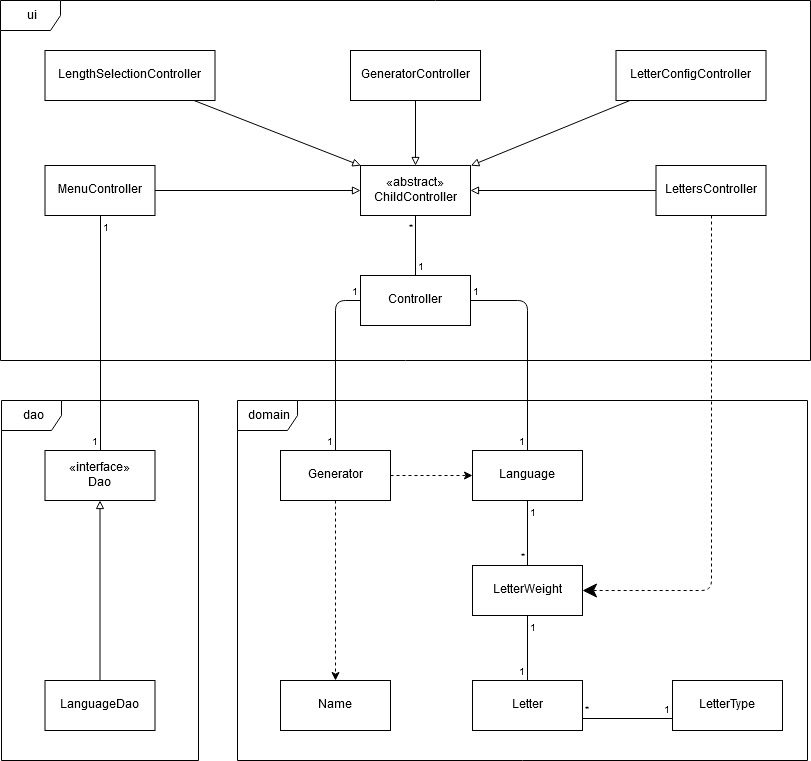 ui
LengthSelectionController
GeneratorController
LetterConfigController
MenuController
«abstract»
ChildController
LettersController
1
*
1
1
Controller
1
dao
domain
1
1
1
«interface»
Dao
Generator
Language
1
*
LetterWeight
1
1
LanguageDao
Name
Letter
*
1
LetterType